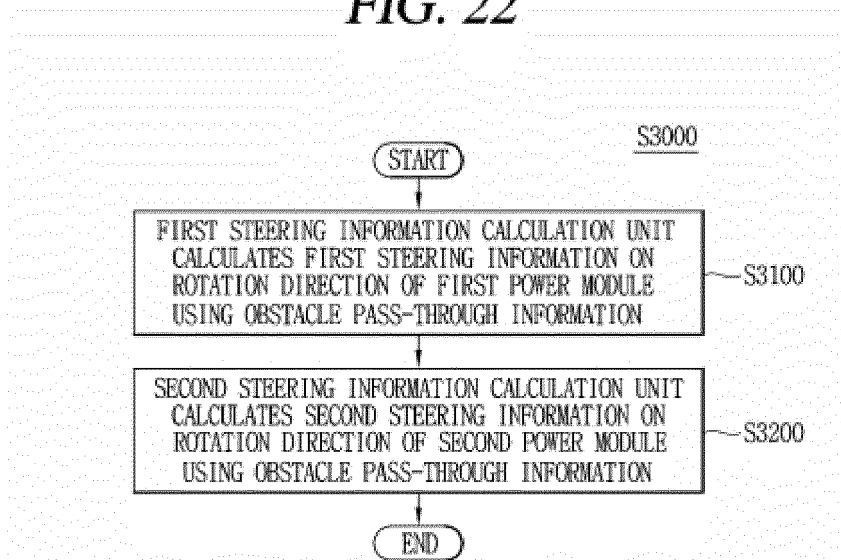 FIG. 22
S3000
START
FIRST STEERING INFORMATION CALCULATION UNIT
CALCULATES FIRST STEERING INFORMATION ON
ROTATION DIRECTION OF FIRST POWER MODULE
USING OBSTACLE PASS-THROUGH INFORMATION
S3100
SECOND STEERING INFORMATION CALCULATION UNIT
CALCULATES SECOND STEERING INFORMATION ON
ROTATION DIRECTION OF SECOND POWER MODULE
USING OBSTACLE PASS-THROUGH INFORMATION
S3200
END